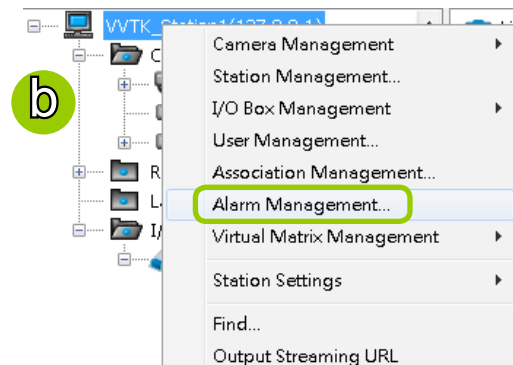 b
VVTK_Station1(127.0.0.1)
Camera Management
Station Management...
I/O Box Management
User Management...
Association Management...
Alarm Management...
Virtual Matrix Management
Station Settings
Find...
Output Streaming URL